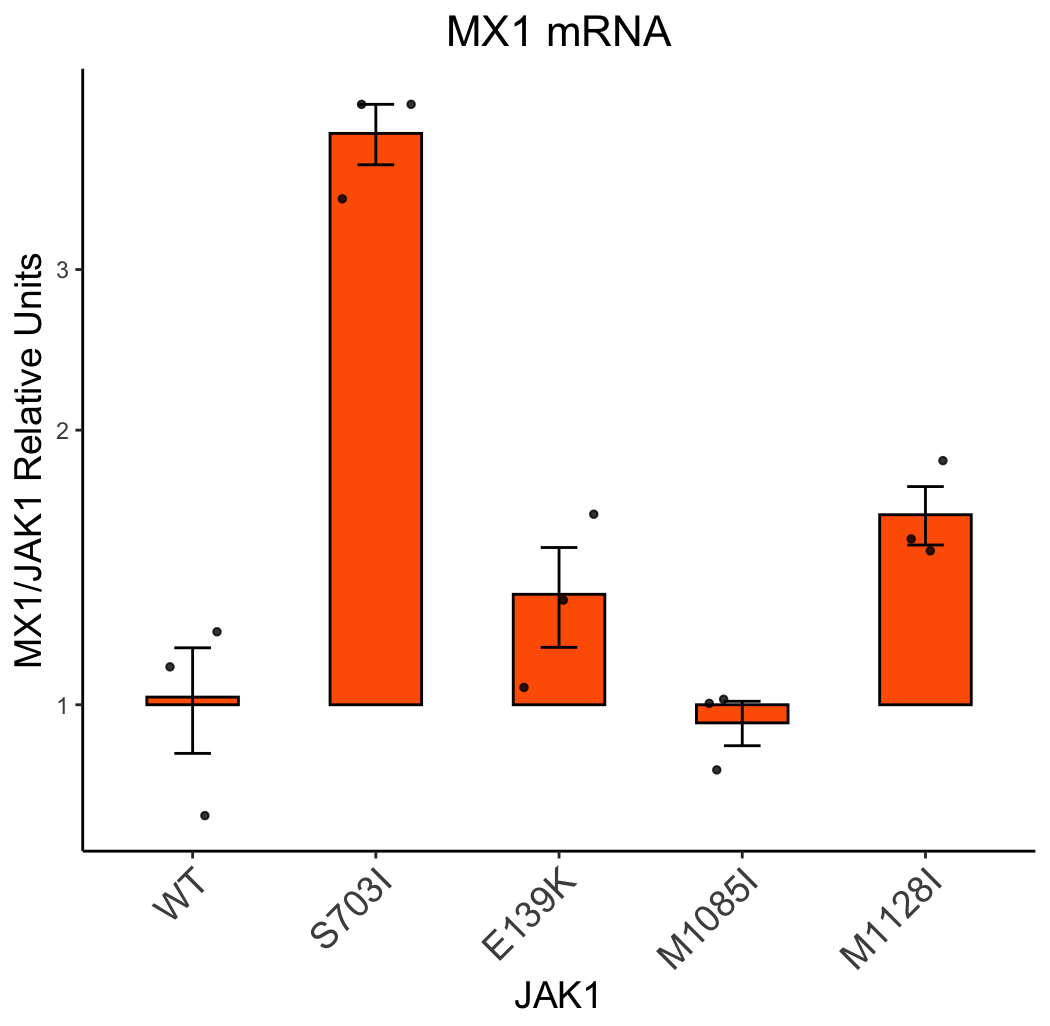 MX1 mRNA
MX1/JAK1 Relative Units
3
2
1
WT
S703I
E139K
M1085I
M1128I
JAK1